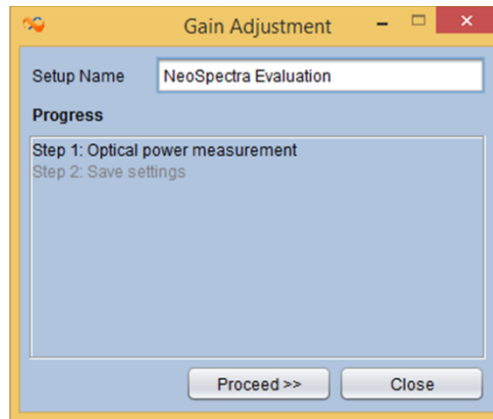 Gain Adjustment
Setup Name NeoSpectra Evaluation
Progress
Step 1: Optical power measurement
Step 2: Save settings
Proceed >> Close